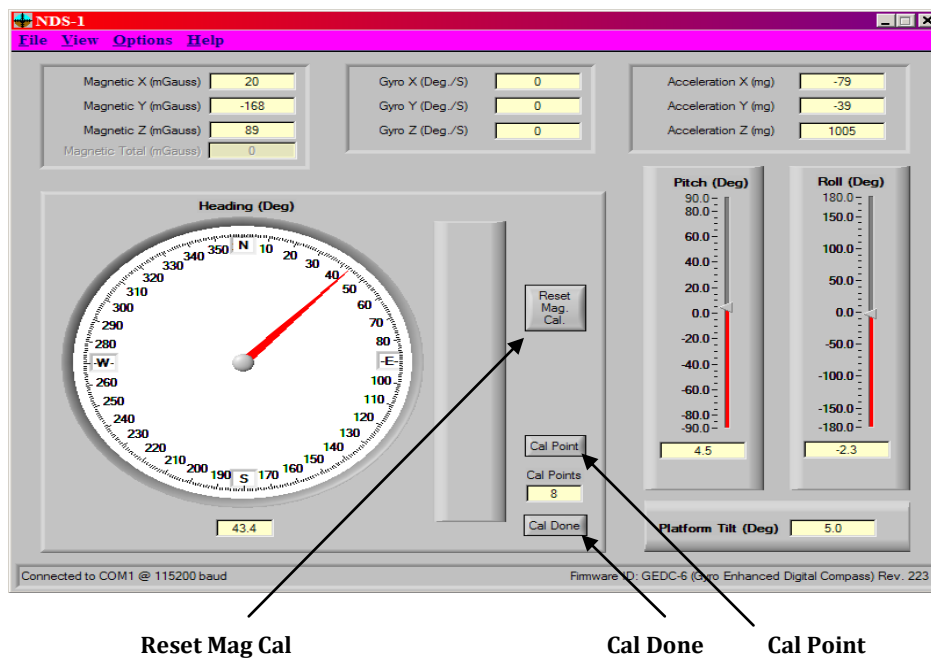 NDS-1
File View Options Help
Magnetic X (mGauss) 20
Magnetic Y (mGauss) -168
Magnetic Z (mGauss) 89
Magnetic Total (mGauss) 0
Gyro X (Deg./S) 0
Gyro Y (Deg./S) 0
Gyro Z (Deg./S) 0
Acceleration X (mg) -79
Acceleration Y (mg) -39
Acceleration Z (mg) 1005
Heading (Deg)
N
10
20
30
40
50
60
70
80
-E-
100
110
120
130
140
150
160
170
S
190
200
210
220
230
240
250
260
-W-
280
290
300
310
320
330
340
350
43.4
Reset
Mag.
Cal.
Cal Point
Cal Points
8
Cal Done
Pitch (Deg)
90.0
80.0
60.0
40.0
20.0
0.0
-20.0
-40.0
-60.0
-80.0
-90.0
4.5
Roll (Deg)
180.0
150.0
100.0
50.0
0.0
-50.0
-100.0
-150.0
-180.0
-2.3
Platform Tilt (Deg) 5.0
Connected to COM1 @ 115200 baud
Firmware ID: GEDC-6 (Gyro Enhanced Digital Compass) Rev. 223
Reset Mag Cal
Cal Done
Cal Point